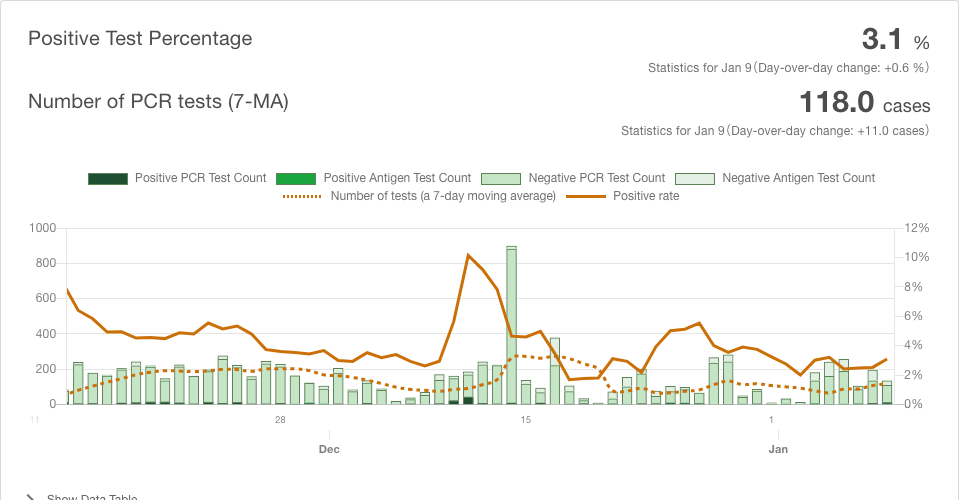 Positive Test Percentage
3.1 %
Statistics for Jan 9(Day-over-day change: +0.6 %)
Number of PCR tests (7-MA)
118.0 cases
Statistics for Jan 9(Day-over-day change: +11.0 cases)
Positive PCR Test Count Positive Antigen Test Count Negative PCR Test Count Negative Antigen Test Count
Number of tests (a 7-day moving average) Positive rate
1000 12%
10%
800
8%
600
6%
400
4%
200
2%
0 0%
11 28 15 1
Dec Jan
Show Data Table